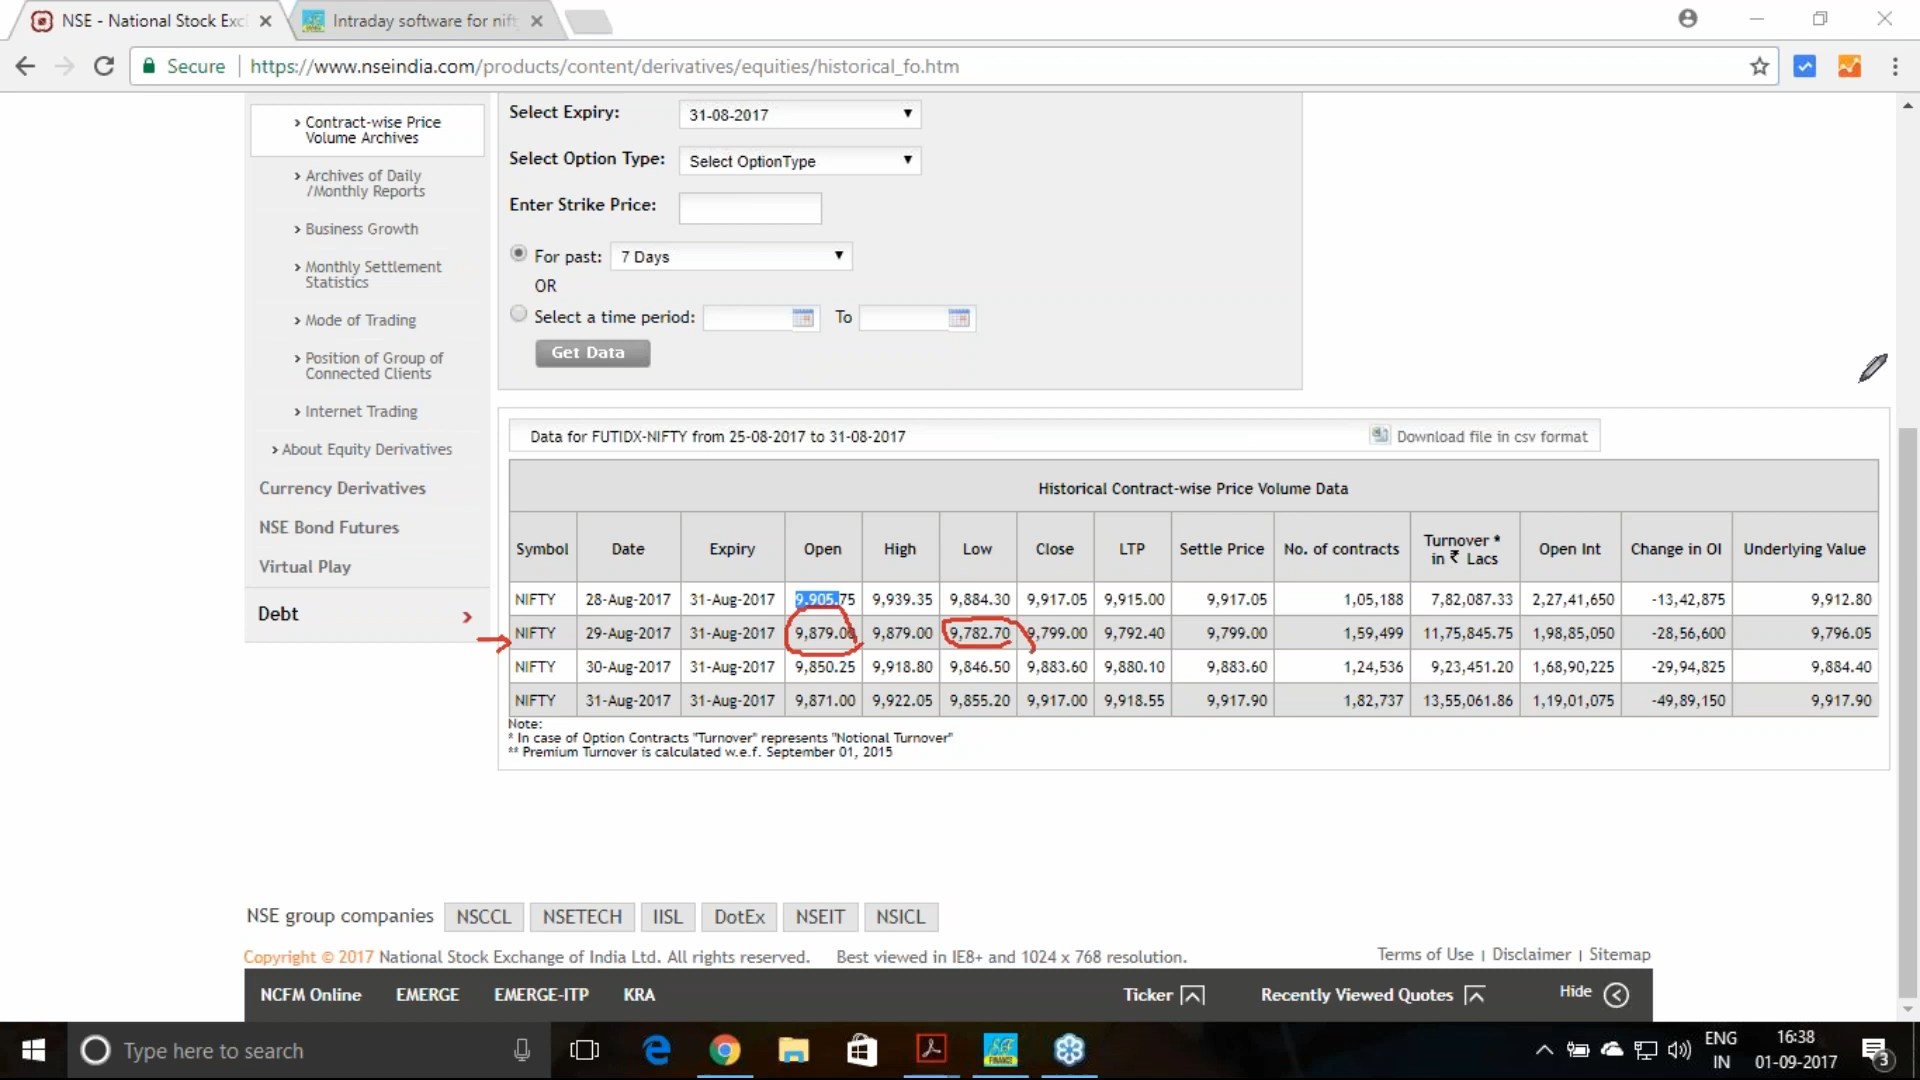 NSE - National Stock Exc
Intraday software for nift
Secure
https://www.nseindia.com/products/content/derivatives/equities/historical_fo.htm
Contract-wise Price
Volume Archives
Archives of Daily
/Monthly Reports
Business Growth
Monthly Settlement
Statistics
Mode of Trading
Position of Group of
Connected Clients
Internet Trading
About Equity Derivatives
Currency Derivatives
NSE Bond Futures
Virtual Play
Debt
Select Expiry: 31-08-2017
Select Option Type: Select OptionType
Enter Strike Price:
For past: 7 Days
OR
Select a time period: To
Get Data
Data for FUTIDX-NIFTY from 25-08-2017 to 31-08-2017
Download file in csv format
Historical Contract-wise Price Volume Data
Symbol Date Expiry Open High Low Close LTP Settle Price No. of contracts Turnover * in ₹ Lacs Open Int Change in OI Underlying Value
NIFTY 28-Aug-2017 31-Aug-2017 9,905.75 9,939.35 9,884.30 9,917.05 9,915.00 9,917.05 1,05,188 7,82,087.33 2,27,41,650 -13,42,875 9,912.80
NIFTY 29-Aug-2017 31-Aug-2017 9,879.00 9,879.00 9,782.70 9,799.00 9,792.40 9,799.00 1,59,499 11,75,845.75 1,98,85,050 -28,56,600 9,796.05
NIFTY 30-Aug-2017 31-Aug-2017 9,850.25 9,918.80 9,846.50 9,883.60 9,880.10 9,883.60 1,24,536 9,23,451.20 1,68,90,225 -29,94,825 9,884.40
NIFTY 31-Aug-2017 31-Aug-2017 9,871.00 9,922.05 9,855.20 9,917.00 9,918.55 9,917.90 1,82,737 13,55,061.86 1,19,01,075 -49,89,150 9,917.90
Note:
* In case of Option Contracts "Turnover" represents "Notional Turnover"
** Premium Turnover is calculated w.e.f. September 01, 2015
NSE group companies NSCCL NSETECH IISL DotEx NSEIT NSICL
Copyright © 2017 National Stock Exchange of India Ltd. All rights reserved. Best viewed in IE8+ and 1024 x 768 resolution.
Terms of Use | Disclaimer | Sitemap
NCFM Online EMERGE EMERGE-ITP KRA Ticker Recently Viewed Quotes Hide
Type here to search
FINANCE
ENG
IN
16:38
01-09-2017
3